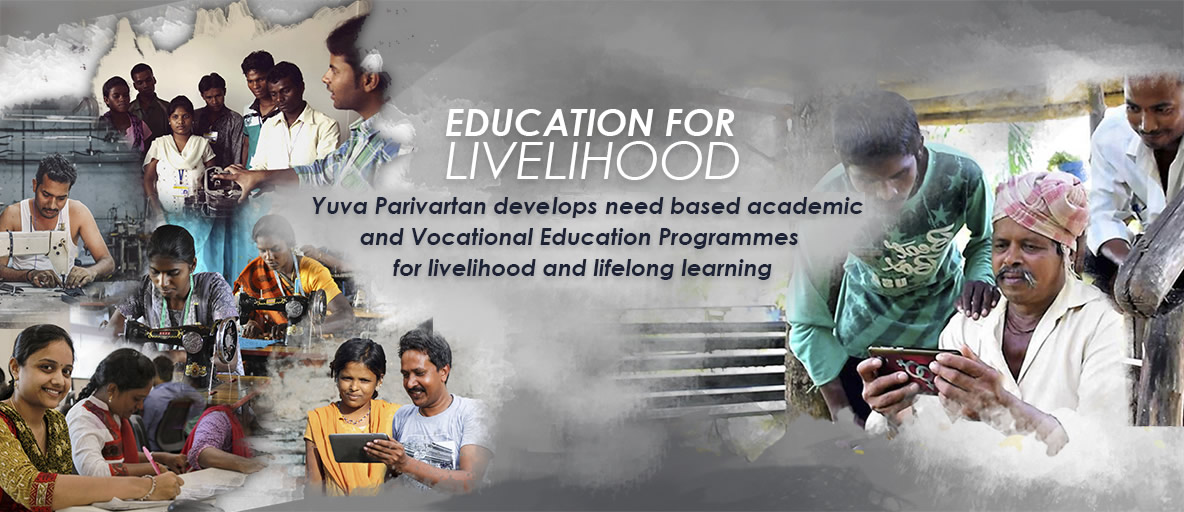 EDUCATION FOR
LIVELIHOOD
Yuva Parivartan develops need based academic
and Vocational Education Programmes
for livelihood and lifelong learning